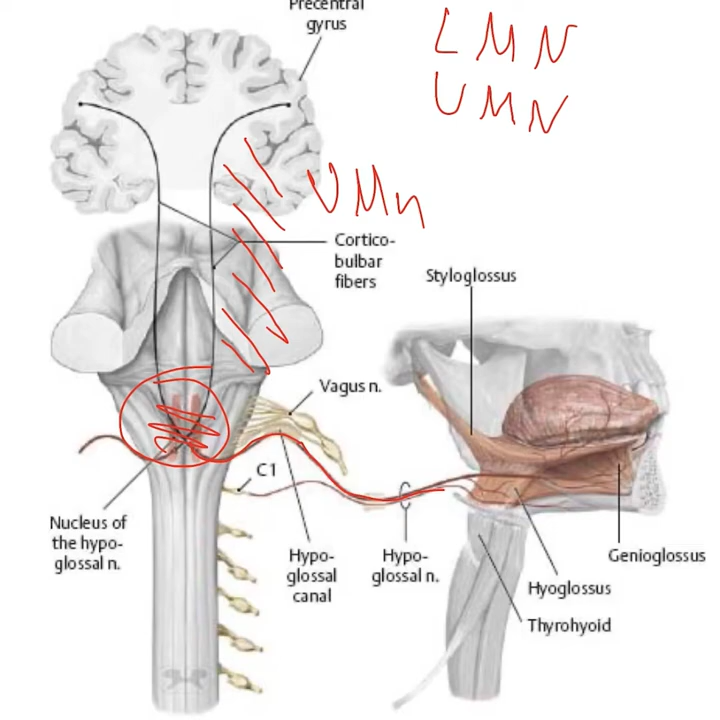 Precentral
gyrus
LMN
UMN
UMn
Cortico-
bulbar
fibers
Styloglossus
Vagus n.
C1
Nucleus of
the hypo-
glossal n.
Hypo-
glossal
canal
Hypo-
glossal n.
Genioglossus
Hyoglossus
Thyrohyoid